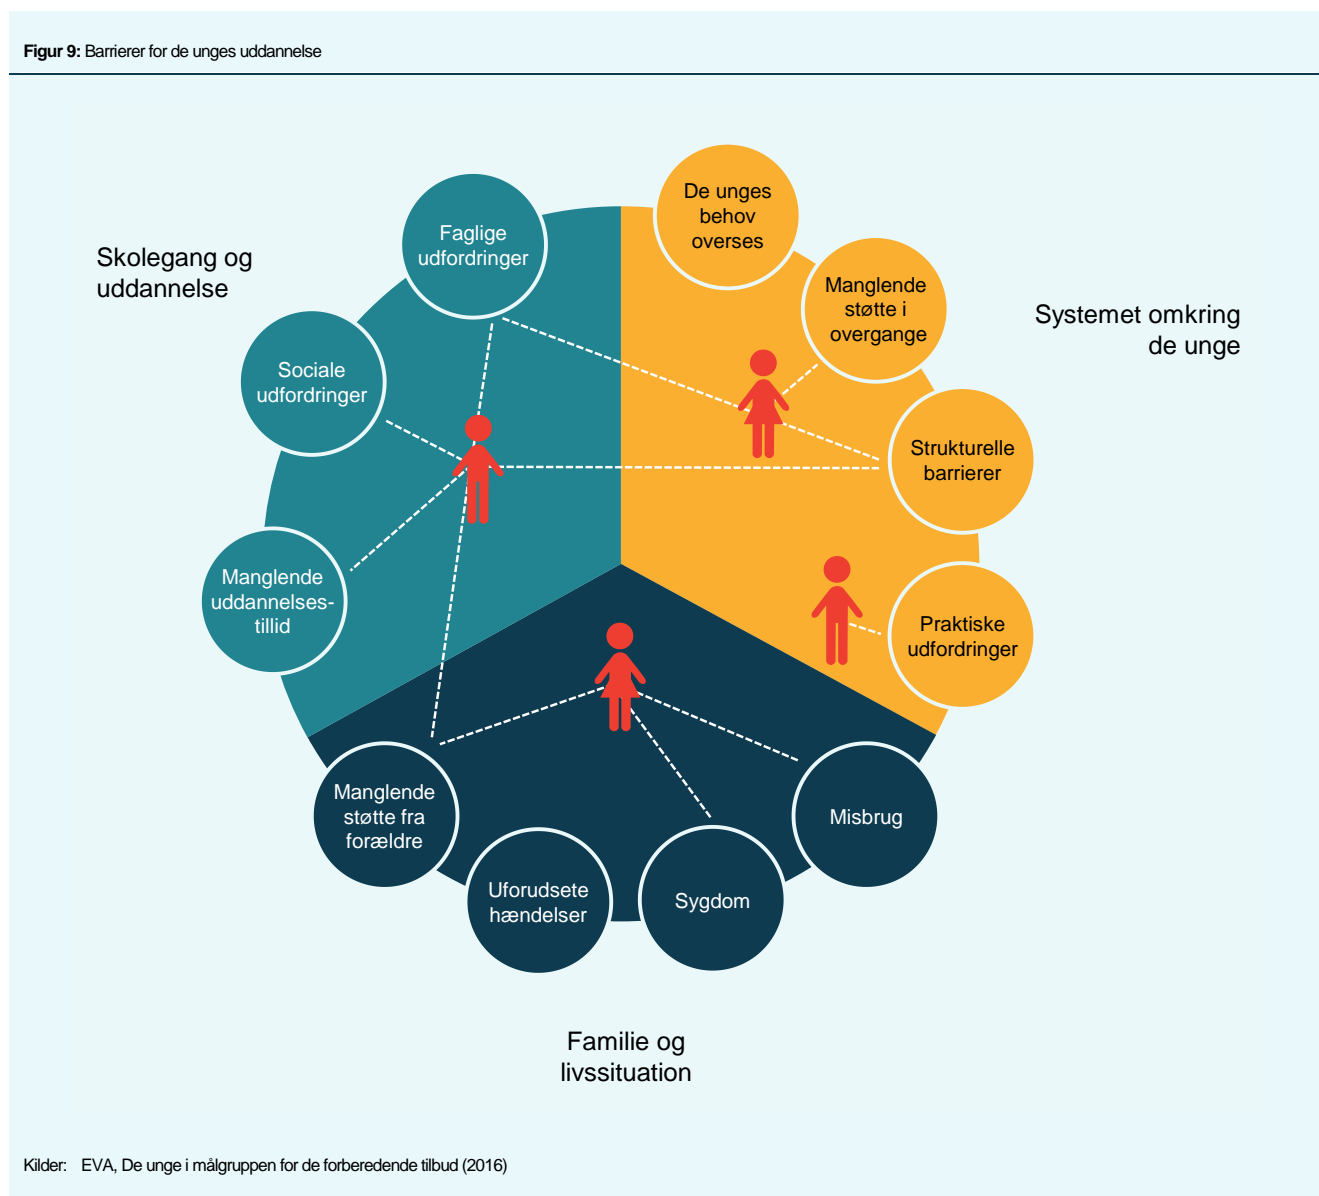 Figur 9: Barrierer for de unges uddannelse
Skolegang og
uddannelse
Faglige
udfordringer
Sociale
udfordringer
Manglende
uddannelses-
tillid
De unges
behov
overses
Manglende
støtte i
overgange
Systemet omkring
de unge
Strukturelle
barrierer
Praktiske
udfordringer
Manglende
støtte fra
forældre
Uforudsete
hændelser
Sygdom
Misbrug
Familie og
livssituation
Kilder: EVA, De unge i målgruppen for de forberedende tilbud (2016)